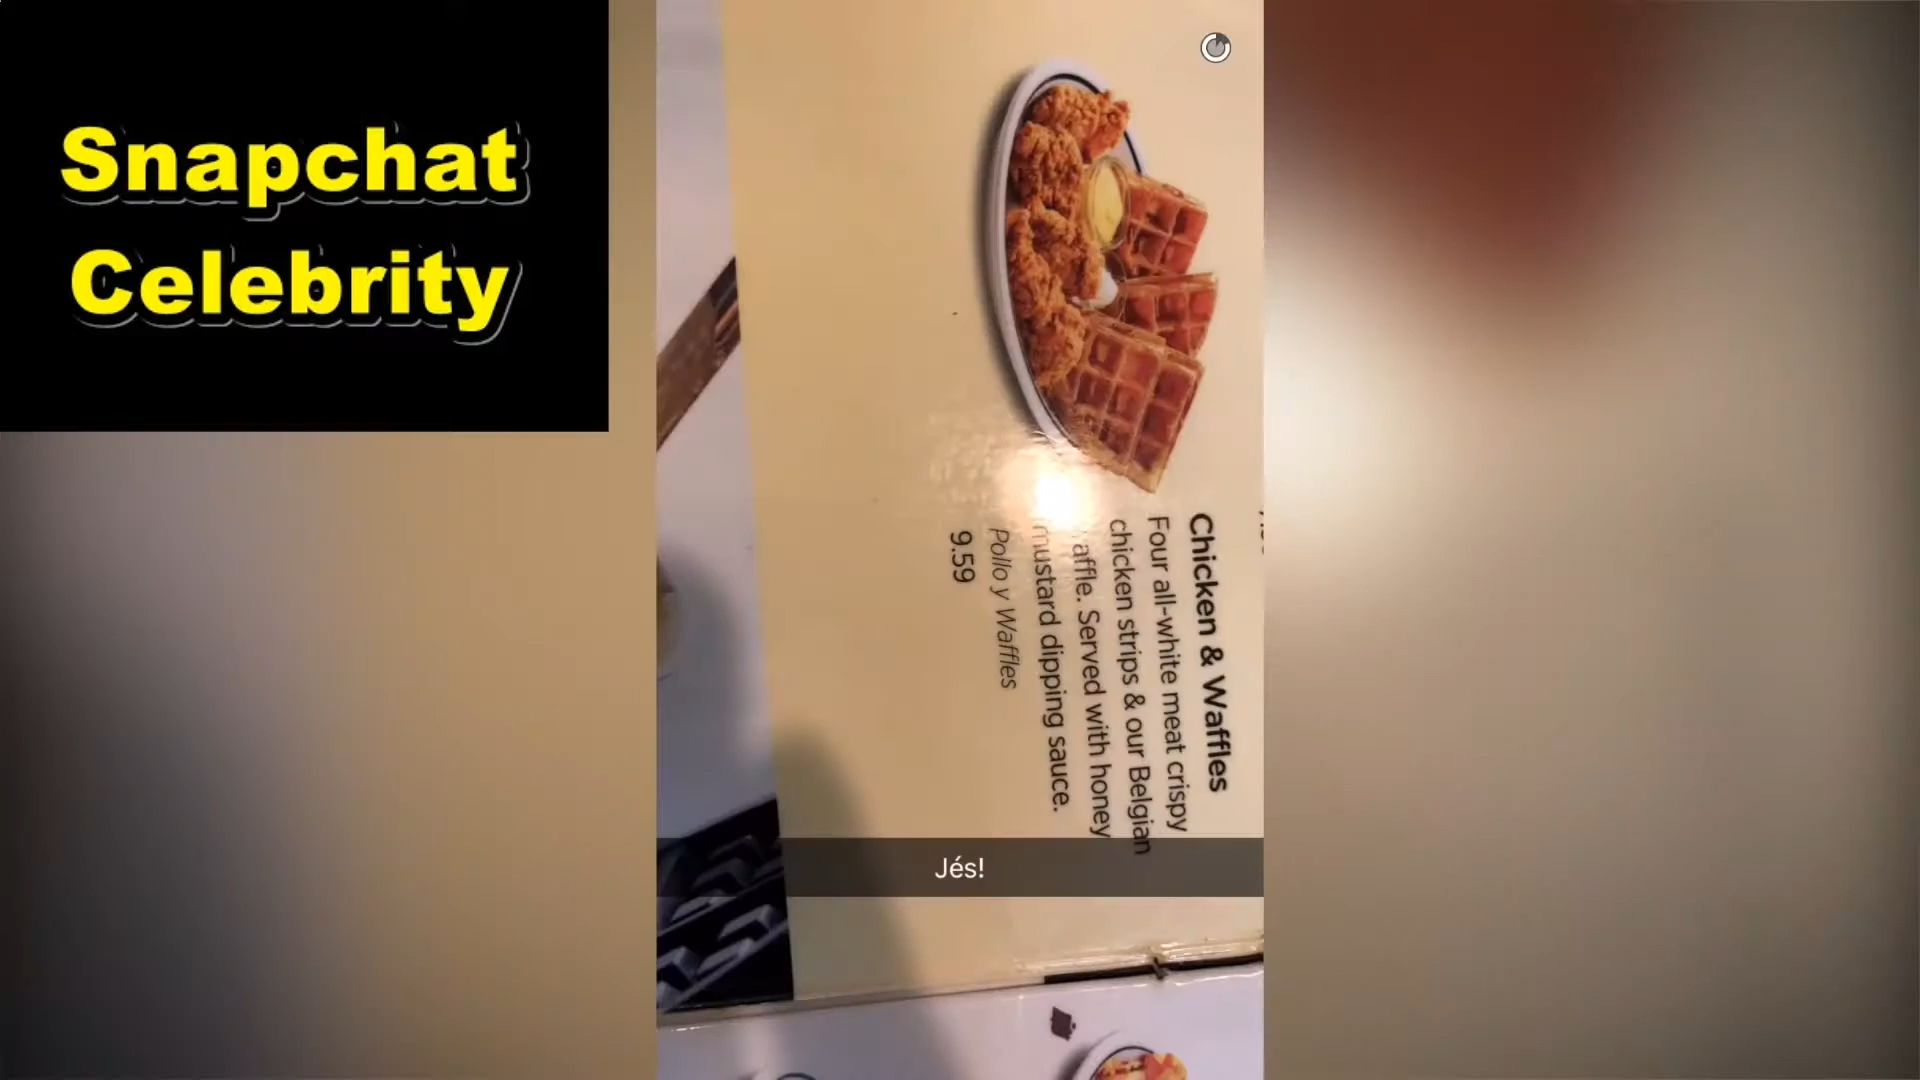 Snapchat
Celebrity
Chicken & Waffles
Four all-white meat crispy
chicken strips & our Belgian
affle. Served with honey
mustard dipping sauce.
Pollo y Waffles
9.59
Jés!